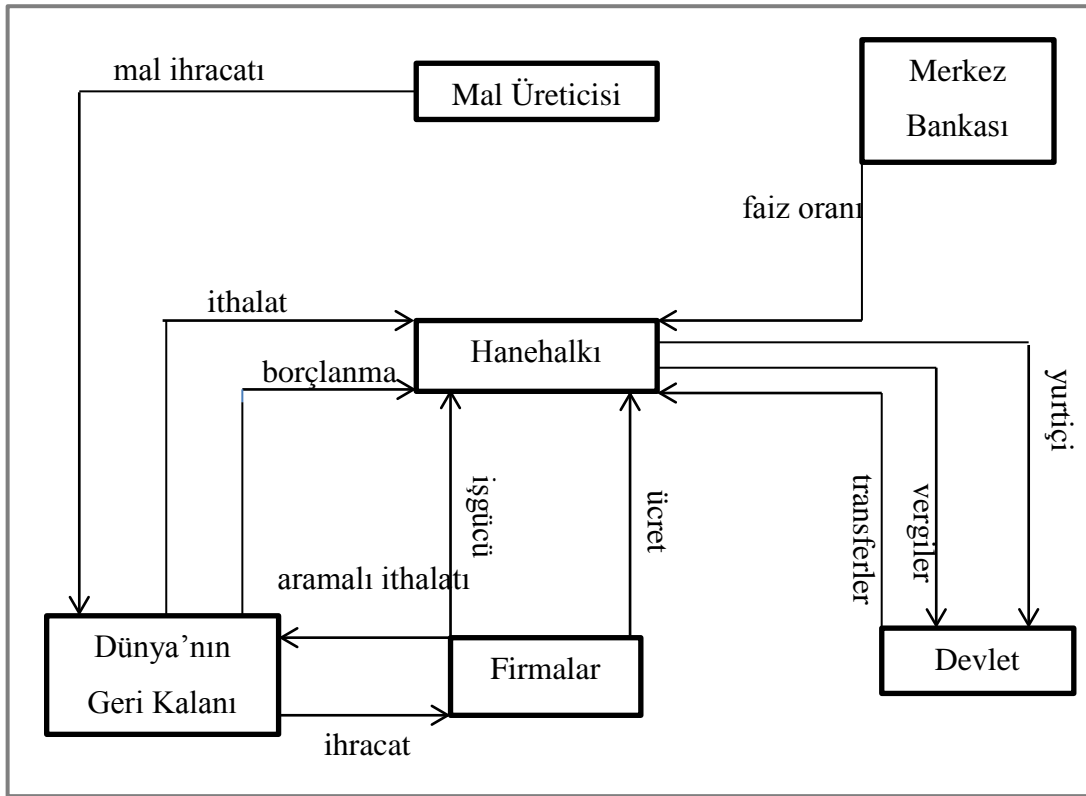 mal ihracatı
Mal Üreticisi
Merkez
Bankası
faiz oranı
ithalat
Hanehalkı
borçlanma
yurtiçi
işgücü
ücret
transferler
vergiler
aramalı ithalatı
Dünya’nın
Geri Kalanı
Firmalar
Devlet
ihracat